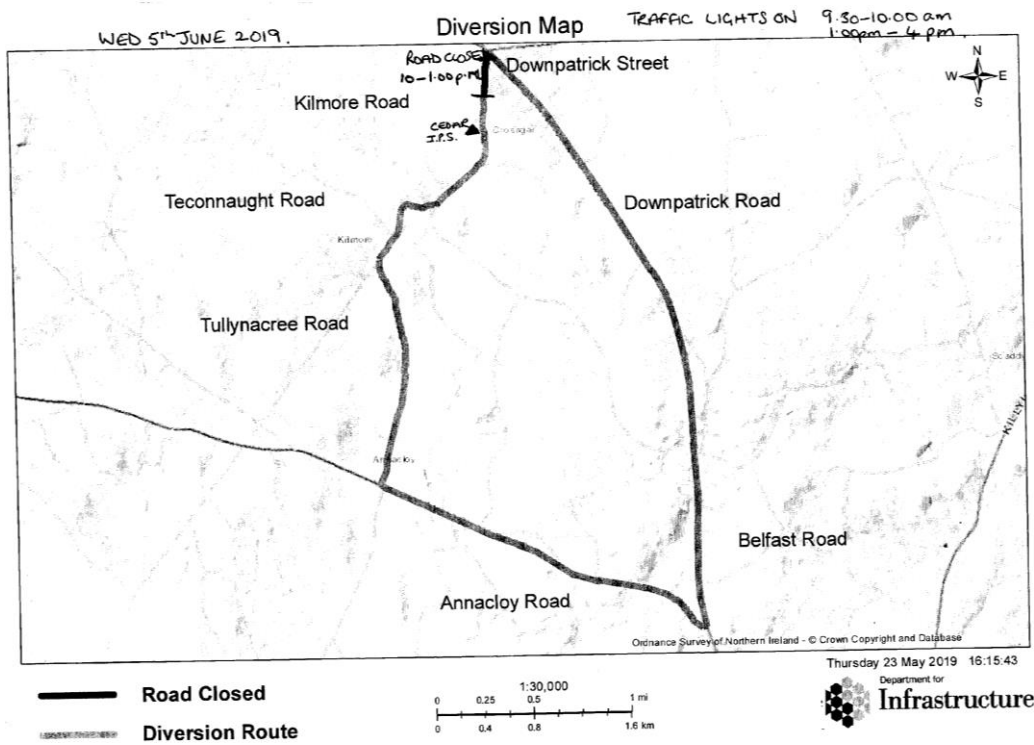 WED 5TH JUNE 2019.
Diversion Map
TRAFFIC LIGHTS ON 9.30-10.00 am
1.00pm - 4 pm.
ROAD CLOSE
10-1.00p.M
Downpatrick Street
N
W E
S
Kilmore Road
CEDAR
I.P.S.
Crossgar
Teconnaught Road
Downpatrick Road
Kilmore
Tullynacree Road
KILLY
Annacloy
Belfast Road
Annacloy Road
Ordnance Survey of Northern Ireland - © Crown Copyright and Database
Thursday 23 May 2019 16:15:43
Road Closed
Diversion Route
1:30,000
0 0.25 0.5 1 mi
0 0.4 0.8 1.6 km
Department for
Infrastructure